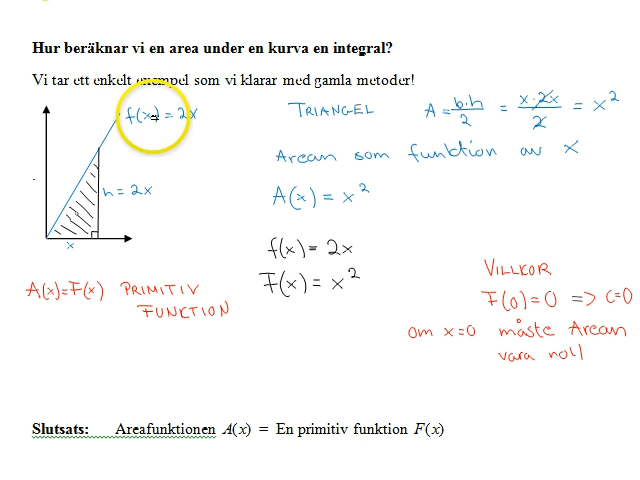 Hur beräknar vi en area under en kurva en integral?
Vi tar ett enkelt exempel som vi klarar med gamla metoder!
f(x) = 2x
TRIANGEL A = b·h/2 = x·2x/2 = x²
Arean som funktion av x
h = 2x
A(x) = x²
x
f(x) = 2x
F(x) = x²
A(x)=F(x) PRIMITIV
FUNKTION
VILLKOR
F(0)=0 => C=0
om x=0 måste Arean
vara noll
Slutsats: Areafunktionen A(x) = En primitiv funktion F(x)